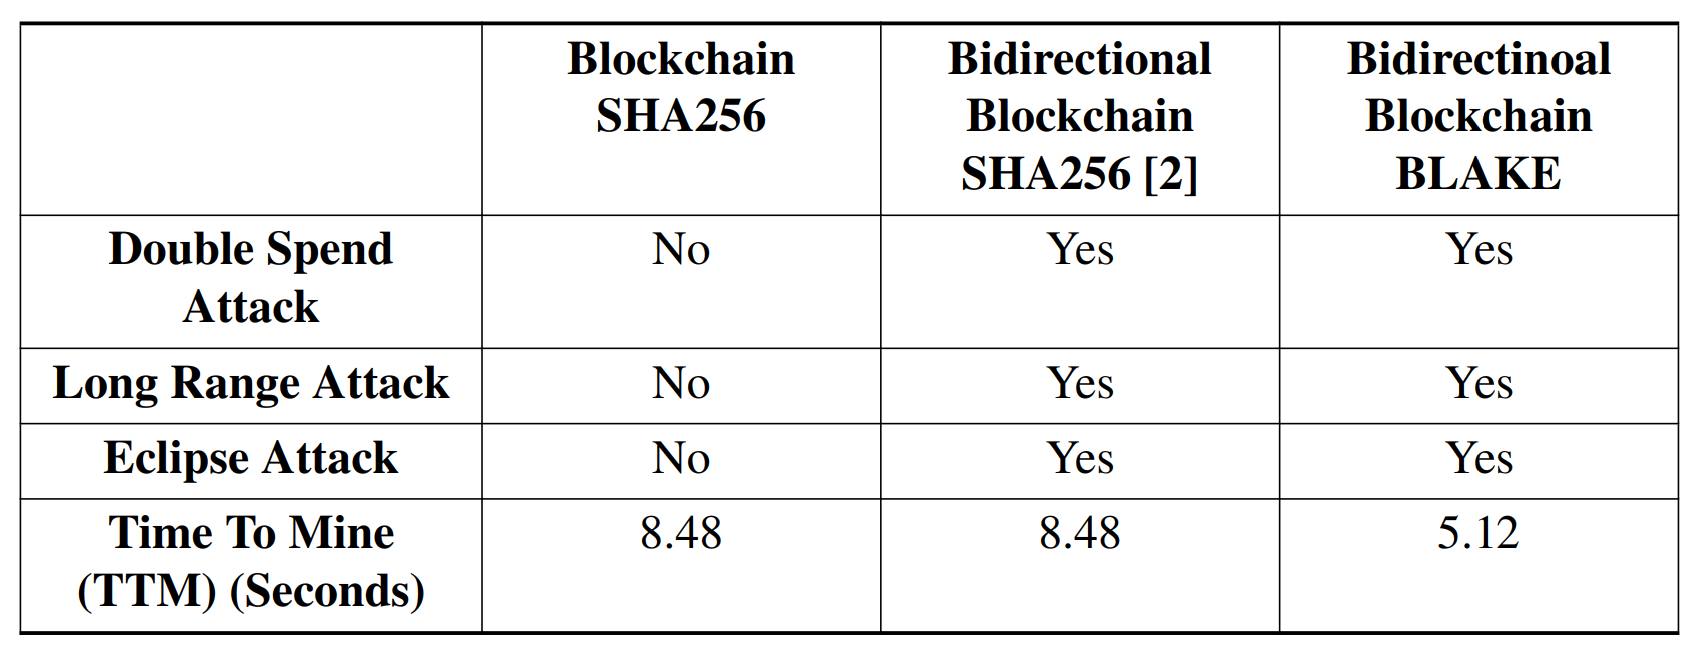 Blockchain Bidirectional Bidirectinoal
SHA256 Blockchain Blockchain
SHA256 [2] BLAKE
Double Spend No Yes Yes
Attack
Long Range Attack No Yes Yes
Eclipse Attack No Yes Yes
Time To Mine 8.48 8.48 5.12
(TTM) (Seconds)